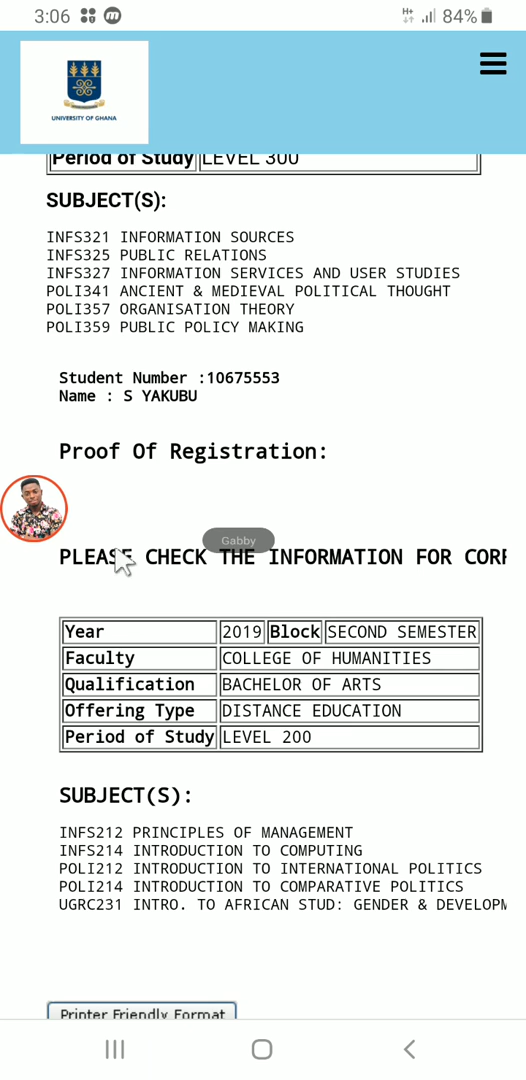 3:06 84%
UNIVERSITY OF GHANA
Period of Study LEVEL 300
SUBJECT(S):
INFS321 INFORMATION SOURCES
INFS325 PUBLIC RELATIONS
INFS327 INFORMATION SERVICES AND USER STUDIES
POLI341 ANCIENT & MEDIEVAL POLITICAL THOUGHT
POLI357 ORGANISATION THEORY
POLI359 PUBLIC POLICY MAKING
Student Number :10675553
Name : S YAKUBU
Proof Of Registration:
Gabby
PLEASE CHECK THE INFORMATION FOR CORR
Year 2019 Block SECOND SEMESTER
Faculty COLLEGE OF HUMANITIES
Qualification BACHELOR OF ARTS
Offering Type DISTANCE EDUCATION
Period of Study LEVEL 200
SUBJECT(S):
INFS212 PRINCIPLES OF MANAGEMENT
INFS214 INTRODUCTION TO COMPUTING
POLI212 INTRODUCTION TO INTERNATIONAL POLITICS
POLI214 INTRODUCTION TO COMPARATIVE POLITICS
UGRC231 INTRO. TO AFRICAN STUD: GENDER & DEVELOPM
Printer Friendly Format